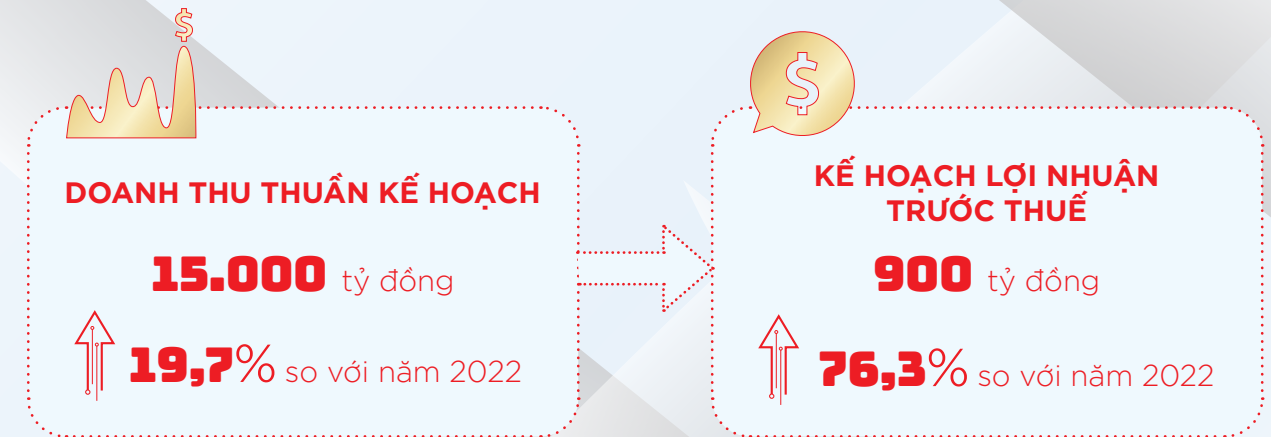 $
DOANH THU THUẦN KẾ HOẠCH
15.000 tỷ đồng
19,7% so với năm 2022
$
KẾ HOẠCH LỢI NHUẬN
TRƯỚC THUẾ
900 tỷ đồng
76,3% so với năm 2022